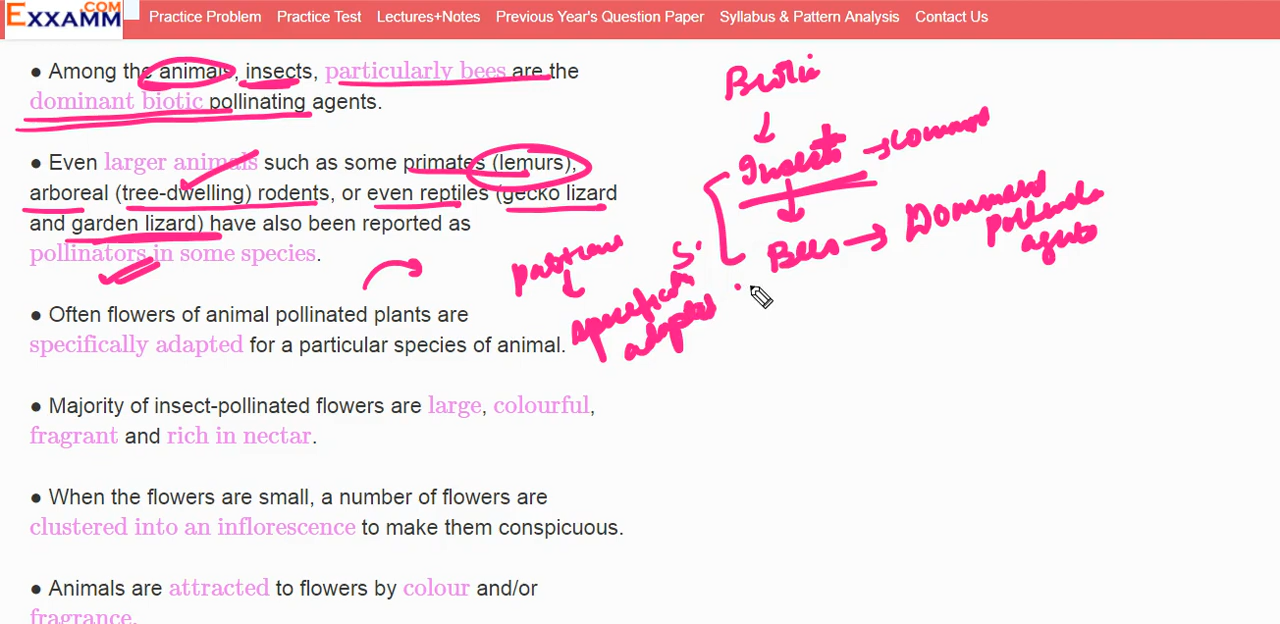 EXXAMM.COM
Practice Problem Practice Test Lectures+Notes Previous Year's Question Paper Syllabus & Pattern Analysis Contact Us
● Among the animals, insects, particularly bees are the
dominant biotic pollinating agents.
● Even larger animals such as some primates (lemurs),
arboreal (tree-dwelling) rodents, or even reptiles (gecko lizard
and garden lizard) have also been reported as
pollinators in some species.
● Often flowers of animal pollinated plants are
specifically adapted for a particular species of animal.
● Majority of insect-pollinated flowers are large, colourful,
fragrant and rich in nectar.
● When the flowers are small, a number of flowers are
clustered into an inflorescence to make them conspicuous.
● Animals are attracted to flowers by colour and/or
fragrance.
Biotic
Insects
Bees → Dominant
agents